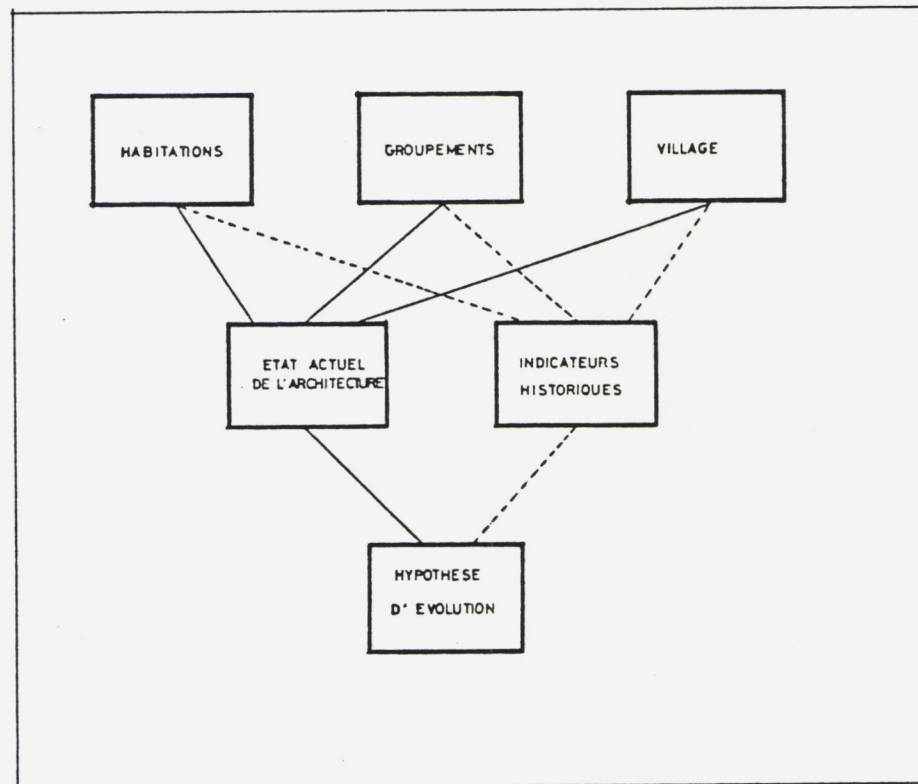 HABITATIONS
GROUPEMENTS
VILLAGE
ETAT ACTUEL
DE L'ARCHITECTURE
INDICATEURS
HISTORIQUES
HYPOTHESE
D' EVOLUTION